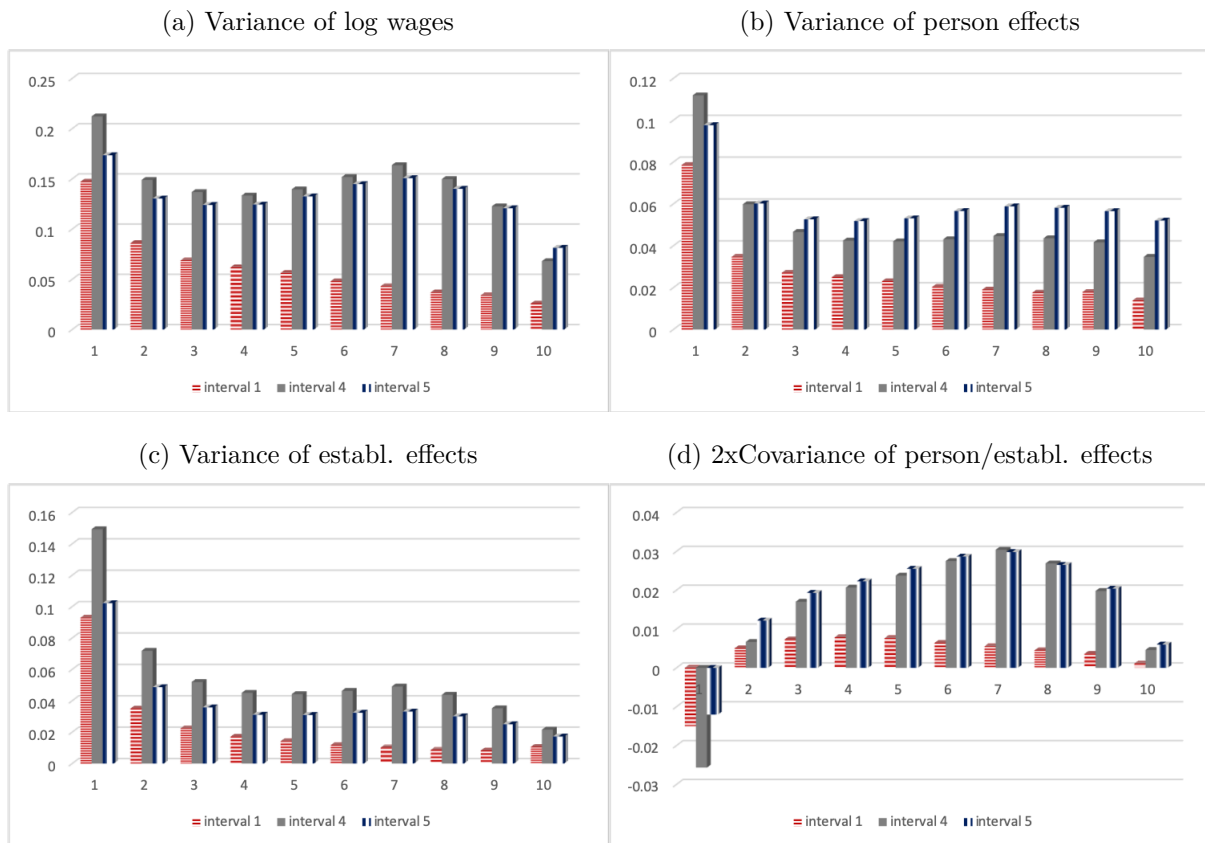 (a) Variance of log wages
0.25
0.2
0.15
0.1
0.05
0
1 2 3 4 5 6 7 8 9 10
interval 1 interval 4 interval 5
(b) Variance of person effects
0.12
0.1
0.08
0.06
0.04
0.02
0
1 2 3 4 5 6 7 8 9 10
interval 1 interval 4 interval 5
(c) Variance of establ. effects
0.16
0.14
0.12
0.1
0.08
0.06
0.04
0.02
0
1 2 3 4 5 6 7 8 9 10
interval 1 interval 4 interval 5
(d) 2xCovariance of person/establ. effects
0.04
0.03
0.02
0.01
0
-0.01
-0.02
-0.03
1 2 3 4 5 6 7 8 9 10
interval 1 interval 4 interval 5